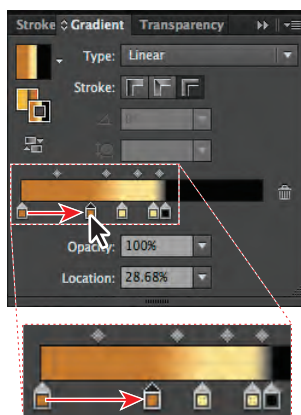 Stroke Gradient Transparency
Type: Linear
Stroke:
Opacity: 100%
Location: 28.68%